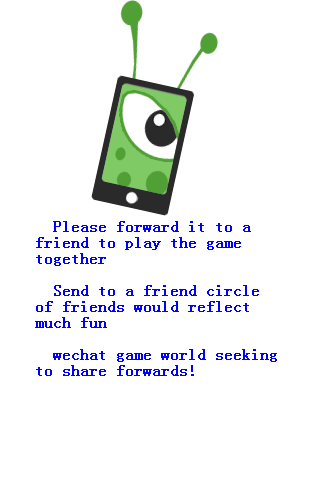 Please forward it to a
friend to play the game
together
Send to a friend circle
of friends would reflect
much fun
wechat game world seeking
to share forwards!